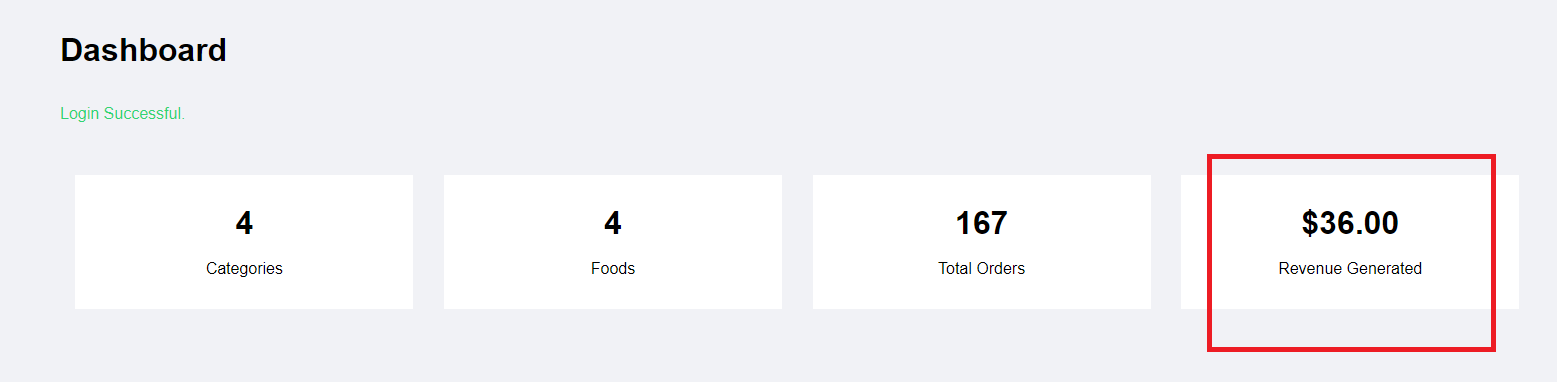 Dashboard
Login Successful.
4
Categories
4
Foods
167
Total Orders
$36.00
Revenue Generated